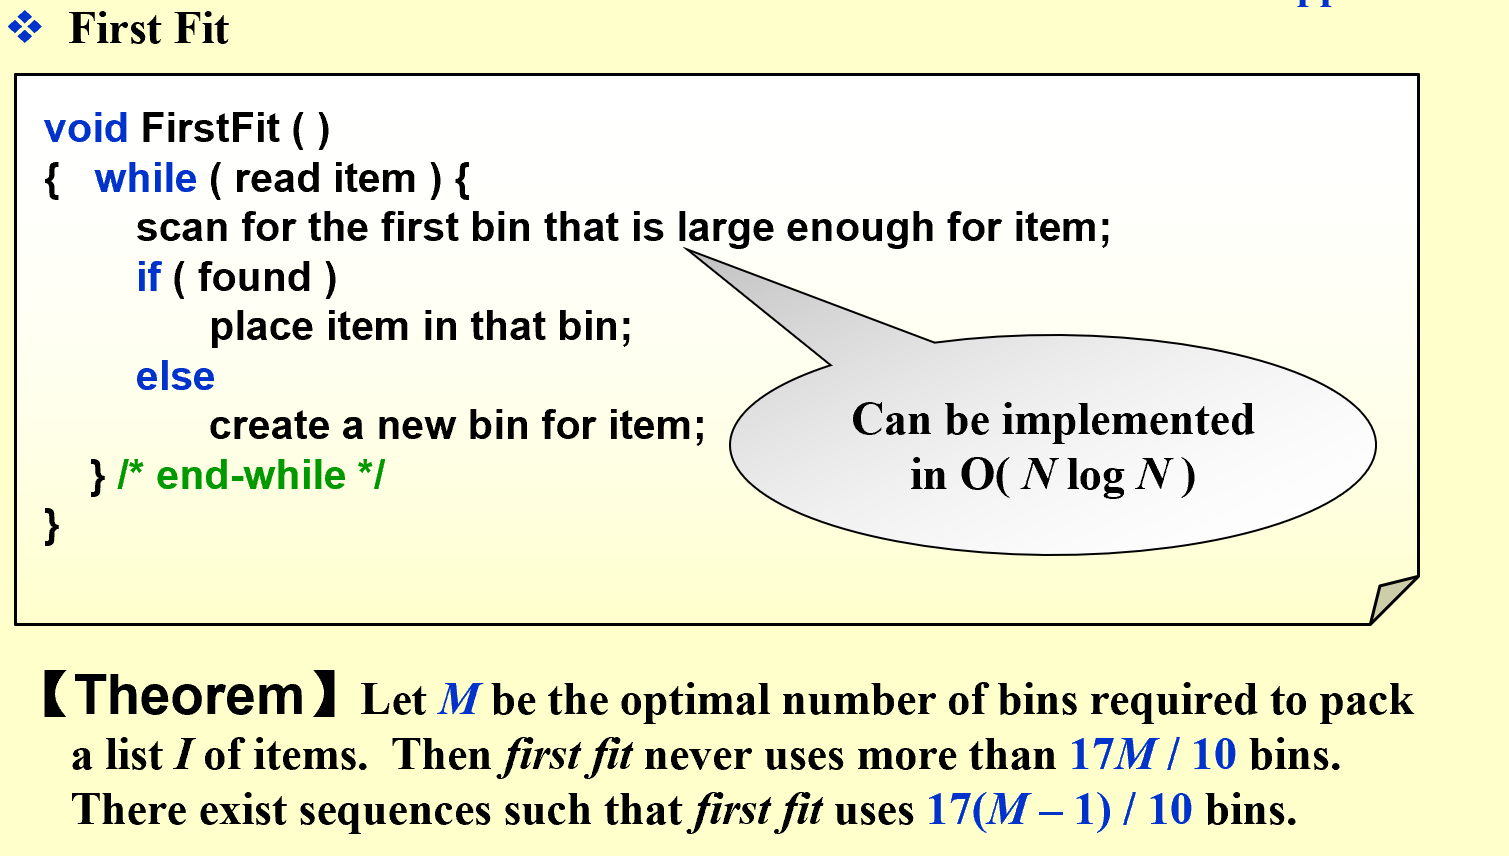 ❖ First Fit
void FirstFit ( )
{ while ( read item ) {
scan for the first bin that is large enough for item;
if ( found )
place item in that bin;
else
create a new bin for item;
} /* end-while */
}
Can be implemented
in O( N log N )
【Theorem】Let M be the optimal number of bins required to pack
a list I of items. Then first fit never uses more than 17M / 10 bins.
There exist sequences such that first fit uses 17(M – 1) / 10 bins.